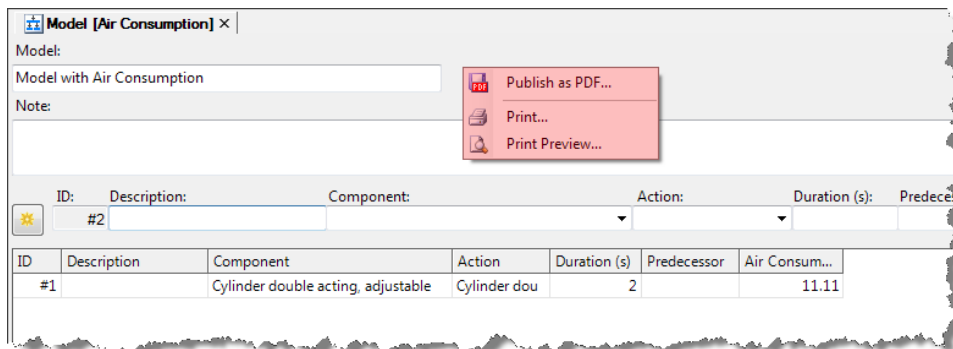 Model [Air Consumption] ×
Model:
Model with Air Consumption
Publish as PDF...
PDF
Note:
Print...
Print Preview...
ID: Description: Component: Action: Duration (s): Predeces
#2
ID Description Component Action Duration (s) Predecessor Air Consum...
#1 Cylinder double acting, adjustable Cylinder dou 2 11.11